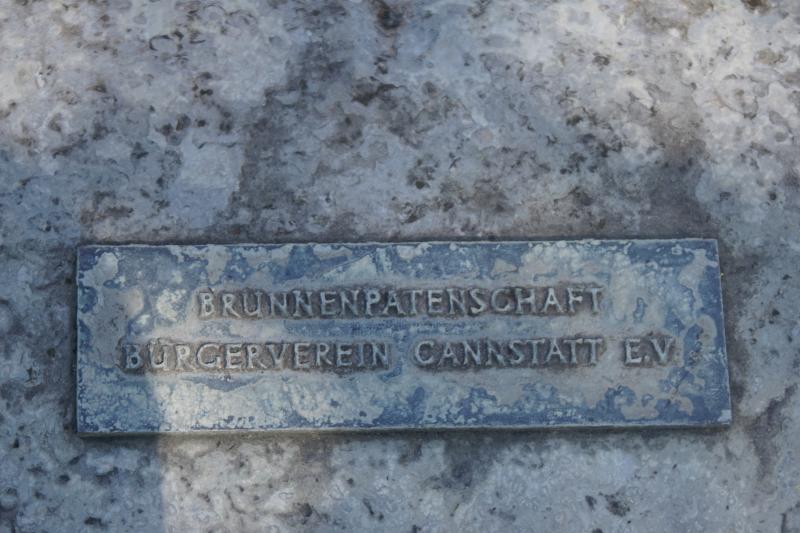 BRUNNENPATENSCHAFT
BÜRGERVEREIN CANNSTATT E.V.